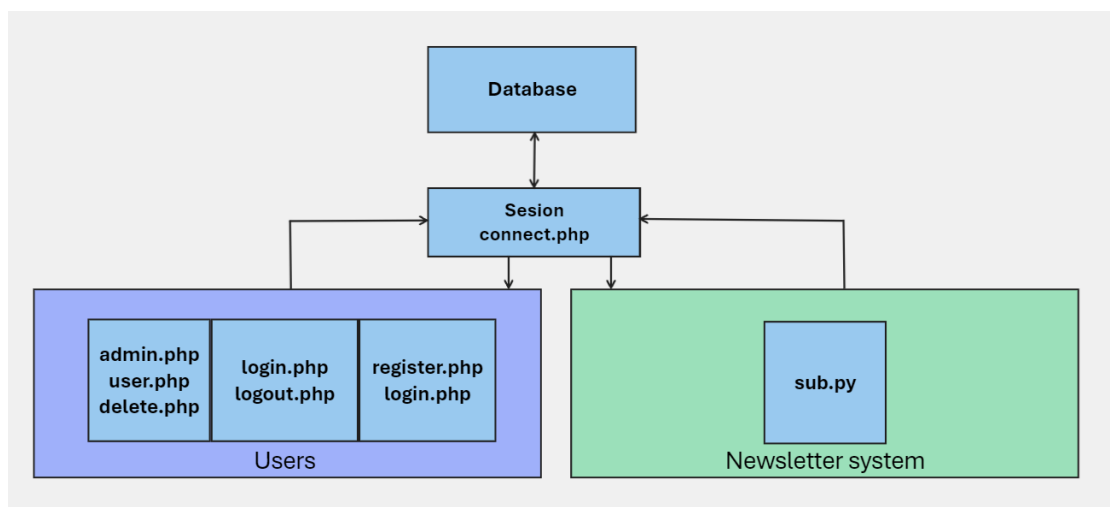 Database
Sesion
connect.php
admin.php
user.php
delete.php
login.php
logout.php
register.php
login.php
Users
sub.py
Newsletter system